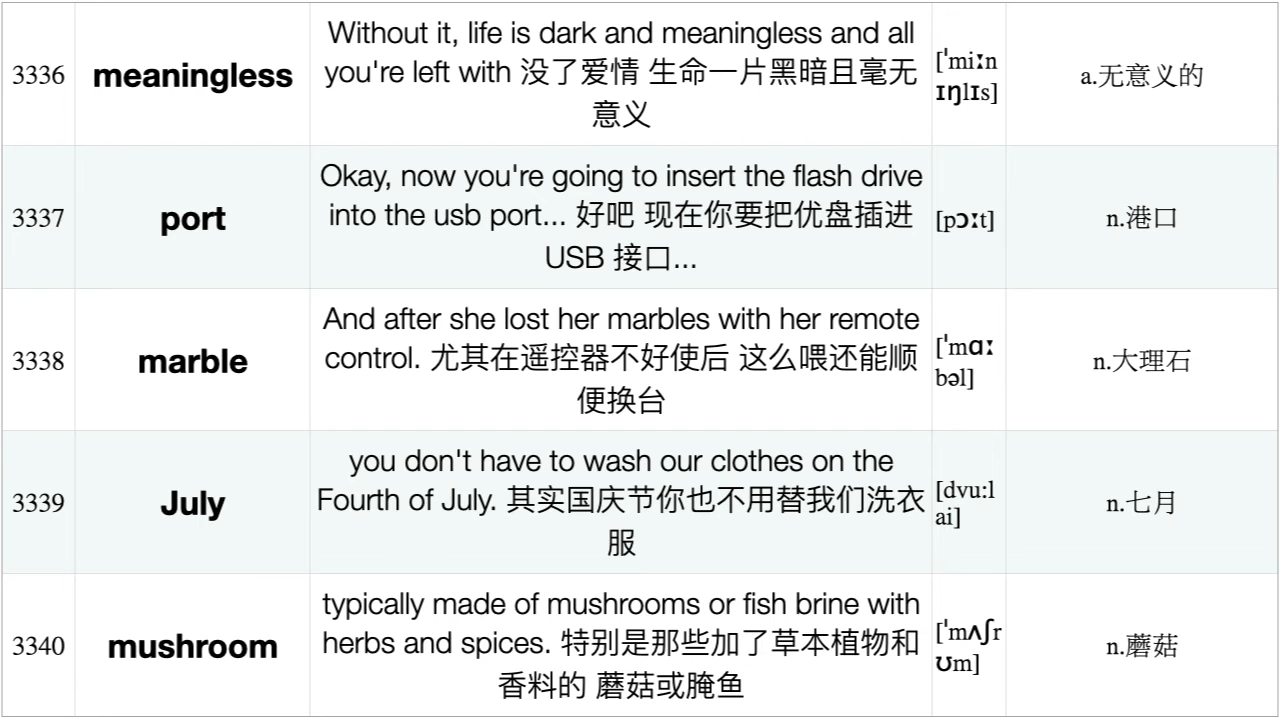 Without it, life is dark and meaningless and all
3336 meaningless you're left with 没了爱情 生命一片黑暗且毫无 [ˈmiːn ɪŋlɪs] a.无意义的
意义
Okay, now you're going to insert the flash drive
3337 port into the usb port... 好吧 现在你要把优盘插进 [pɔːt] n.港口
USB 接口...
And after she lost her marbles with her remote
3338 marble control. 尤其在遥控器不好使后 这么喂还能顺 [ˈmɑː bəl] n.大理石
便换台
you don't have to wash our clothes on the
3339 July Fourth of July. 其实国庆节你也不用替我们洗衣 [dvu:l ai] n.七月
服
typically made of mushrooms or fish brine with
3340 mushroom herbs and spices. 特别是那些加了草本植物和 [ˈmʌʃr ʊm] n.蘑菇
香料的 蘑菇或腌鱼